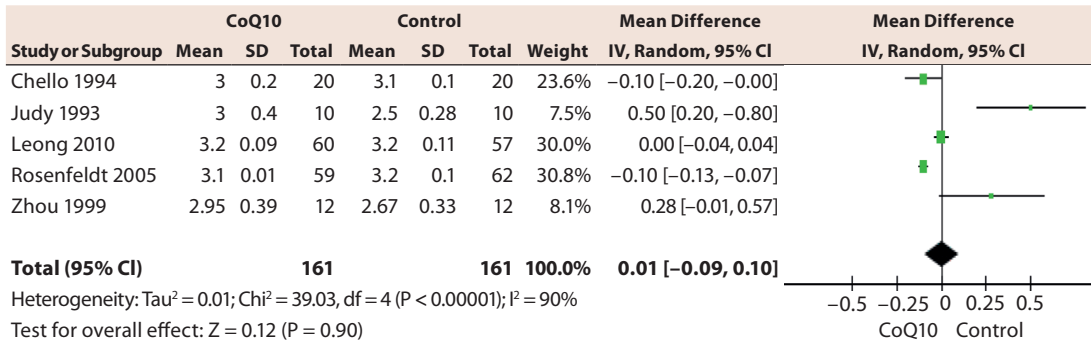 CoQ10 Control Mean Difference Mean Difference
Study or Subgroup Mean SD Total Mean SD Total Weight IV, Random, 95% CI IV, Random, 95% CI
Chello 1994 3 0.2 20 3.1 0.1 20 23.6% −0.10 [−0.20, −0.00]
Judy 1993 3 0.4 10 2.5 0.28 10 7.5% 0.50 [0.20, −0.80]
Leong 2010 3.2 0.09 60 3.2 0.11 57 30.0% 0.00 [−0.04, 0.04]
Rosenfeldt 2005 3.1 0.01 59 3.2 0.1 62 30.8% −0.10 [−0.13, −0.07]
Zhou 1999 2.95 0.39 12 2.67 0.33 12 8.1% 0.28 [−0.01, 0.57]
Total (95% CI) 161 161 100.0% 0.01 [−0.09, 0.10]
Heterogeneity: Tau² = 0.01; Chi² = 39.03, df = 4 (P < 0.00001); I² = 90%
Test for overall effect: Z = 0.12 (P = 0.90)
−0.5 −0.25 0 0.25 0.5
CoQ10 Control